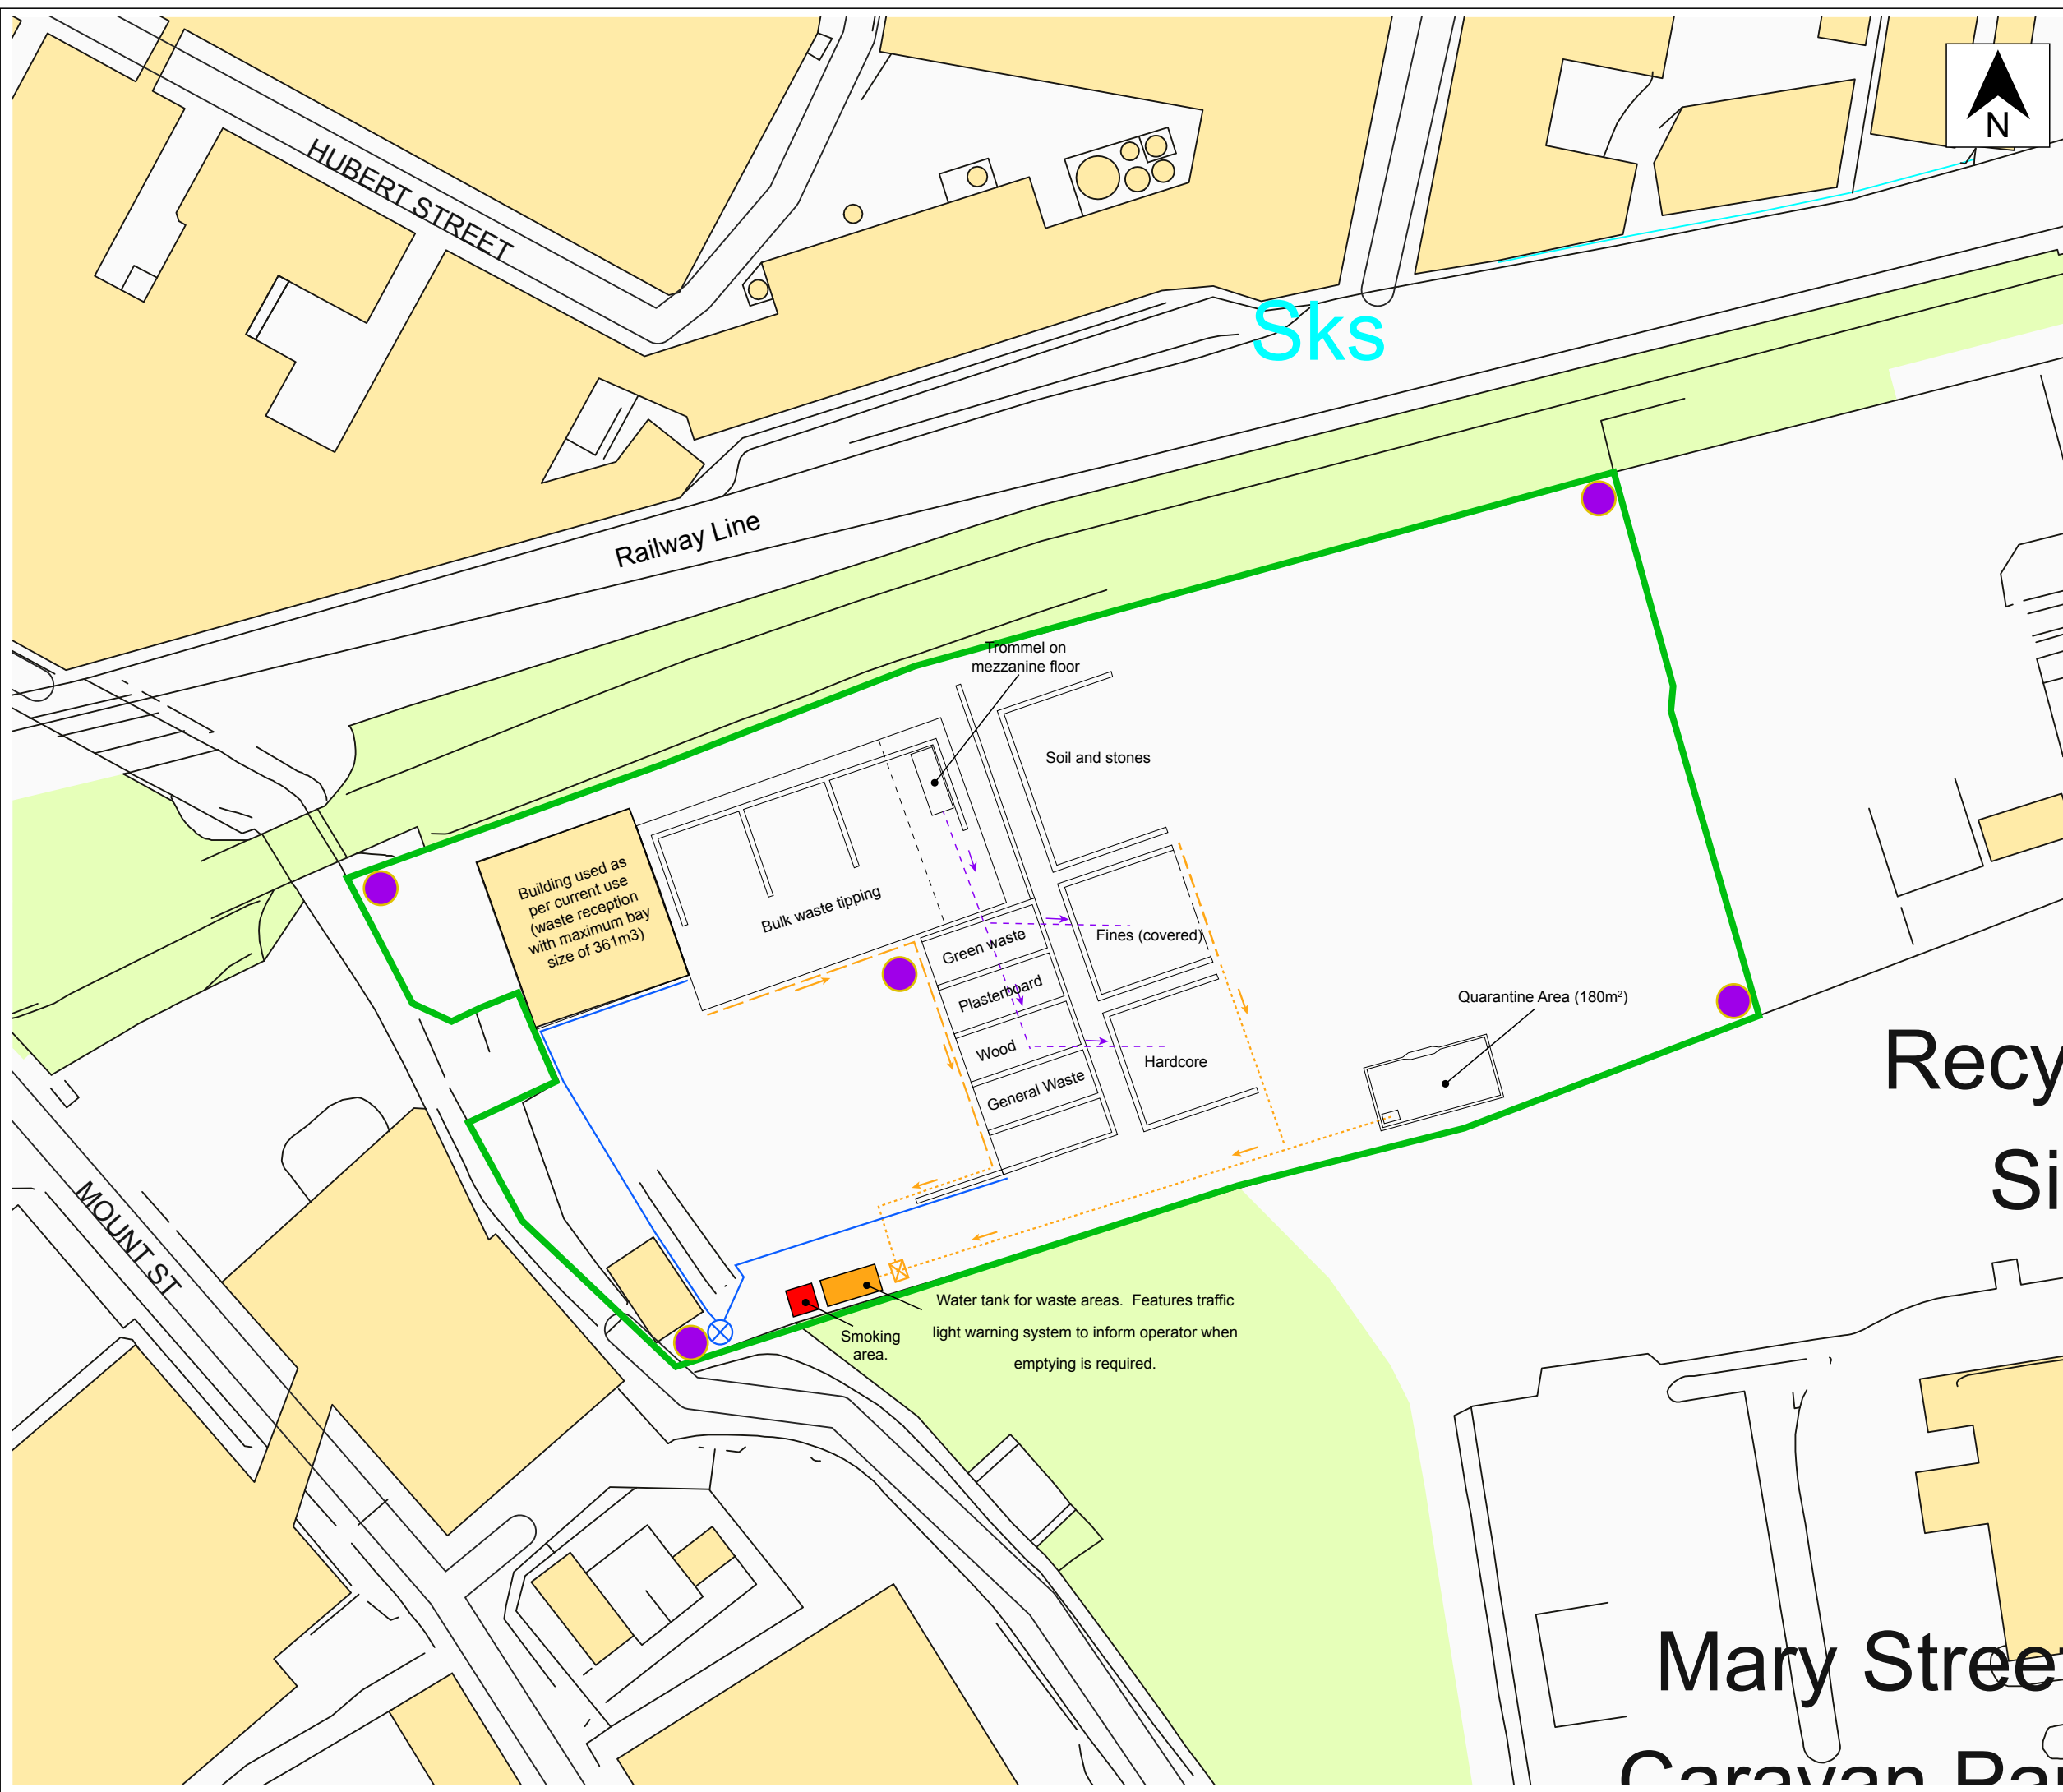 N
HUBERT STREET
Sks
Railway Line
Trommel on
mezzanine floor
Soil and stones
Building used as
per current use
(waste reception
with maximum bay
size of 361m3)
Bulk waste tipping
Green waste
Fines (covered)
Plasterboard
Quarantine Area (180m²)
Wood
Hardcore
General Waste
Recy
Si
MOUNT ST
Water tank for waste areas. Features traffic
light warning system to inform operator when
emptying is required.
Smoking
area.
Mary Stree
Caravan Pa